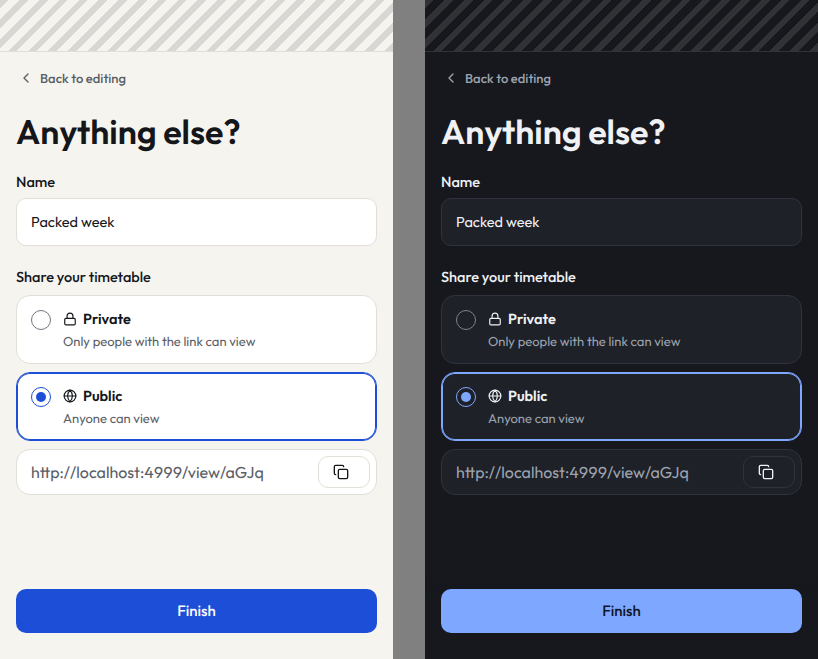 Back to editing
Anything else?
Name
Packed week
Share your timetable
Private
Only people with the link can view
Public
Anyone can view
http://localhost:4999/view/aGJq
Finish
Back to editing
Anything else?
Name
Packed week
Share your timetable
Private
Only people with the link can view
Public
Anyone can view
http://localhost:4999/view/aGJq
Finish